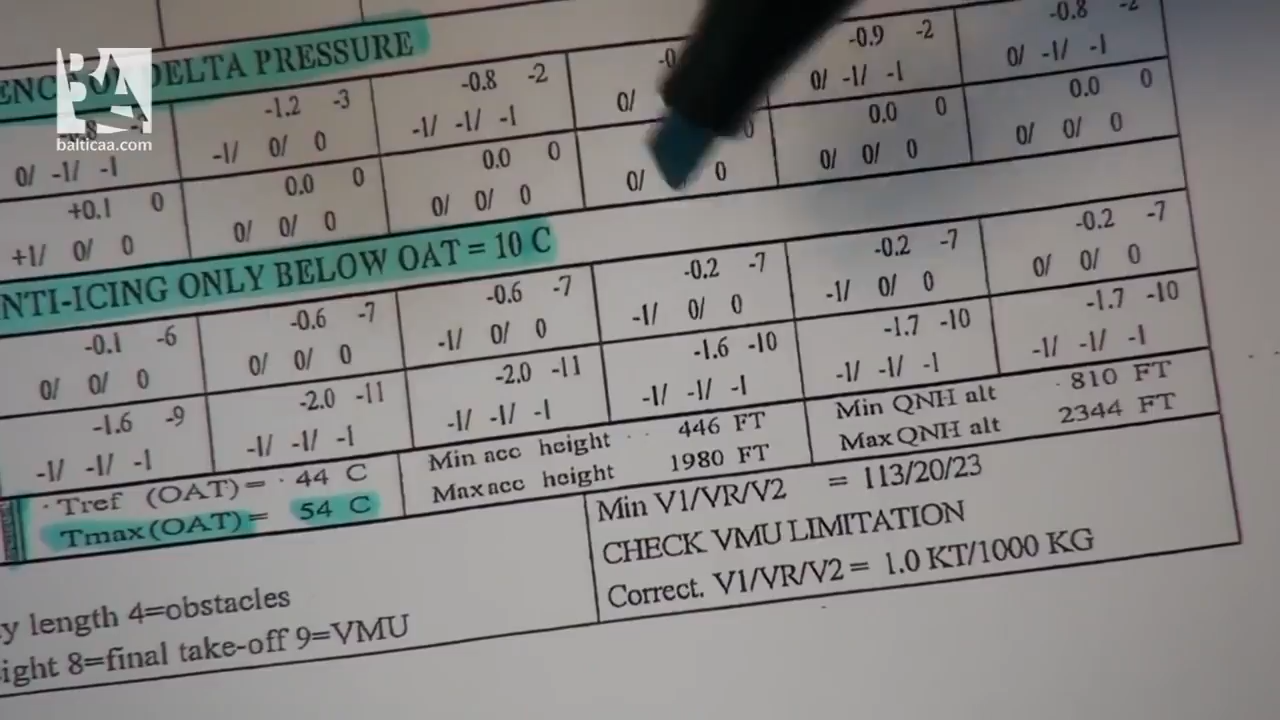 BA
balticaa.com
DELTA PRESSURE
-1.2 -3 -0.8 -2 -0.9 -2 -0.8 -2
0/ -1/ -1 -1/ 0/ 0 -1/ -1/ -1 0/ 0/ -1/ -1 0/ -1/ -1
+0.1 0 0.0 0 0.0 0 0 0.0 0 0.0 0
+1/ 0/ 0 0/ 0/ 0 0/ 0/ 0 0/ 0 0/ 0/ 0 0/ 0/ 0
NTI-ICING ONLY BELOW OAT = 10 C
-0.1 -6 -0.6 -7 -0.6 -7 -0.2 -7 -0.2 -7 -0.2 -7
0/ 0/ 0 0/ 0/ 0 -1/ 0/ 0 -1/ 0/ 0 -1/ 0/ 0 0/ 0/ 0
-1.6 -9 -2.0 -11 -2.0 -11 -1.6 -10 -1.7 -10 -1.7 -10
-1/ -1/ -1 -1/ -1/ -1 -1/ -1/ -1 -1/ -1/ -1 -1/ -1/ -1 -1/ -1/ -1
Tref (OAT) = 44 C Min acc height 446 FT Min QNH alt 810 FT
Tmax(OAT) = 54 C Max acc height 1980 FT Max QNH alt 2344 FT
Min V1/VR/V2 = 113/20/23
CHECK VMU LIMITATION
Correct. V1/VR/V2 = 1.0 KT/1000 KG
y length 4=obstacles
ight 8=final take-off 9=VMU